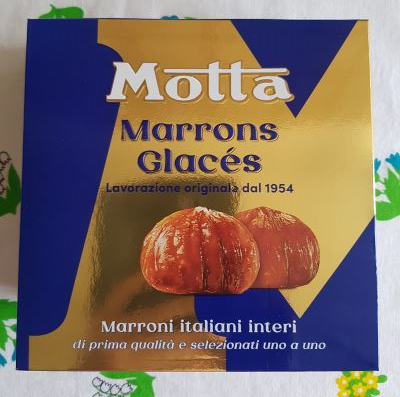 Motta
Marrons
Glacés
Lavorazione originale dal 1954
Marroni italiani interi
di prima qualità e selezionati uno a uno